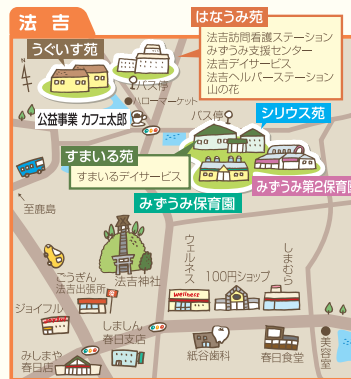 法 吉
はなうみ苑
法吉訪問看護ステーション
みずうみ支援センター
法吉デイサービス
法吉ヘルパーステーション
山の花
うぐいす苑
バス停
ハローマーケット
公益事業 カフェ太郎
バス停
シリウス苑
すまいる苑
すまいるデイサービス
みずうみ第2保育園
みずうみ保育園
至鹿島
ごうぎん
法吉出張所
法吉神社
ウェルネス
100円ショップ
しまむら
wellness
ジョイフル
しましん
春日支店
みしまや
春日店
紙谷歯科
春日食堂
美容室